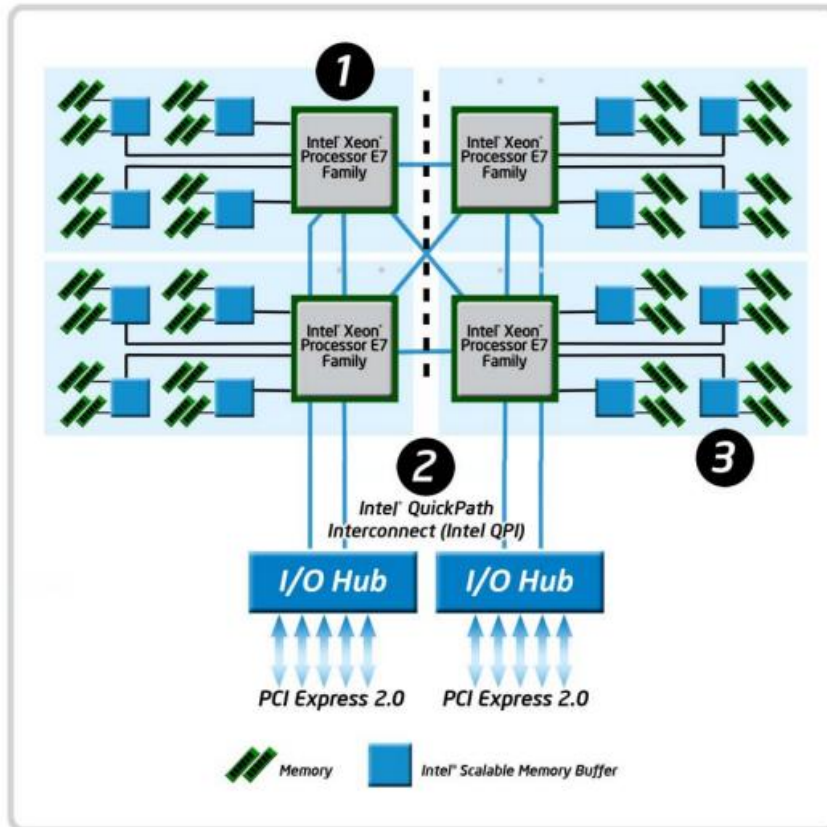 1
Intel® Xeon®
Processor E7
Family
Intel® Xeon®
Processor E7
Family
Intel® Xeon®
Processor E7
Family
Intel® Xeon®
Processor E7
Family
2
3
Intel® QuickPath
Interconnect (Intel QPI)
I/O Hub
I/O Hub
PCI Express 2.0
PCI Express 2.0
Memory
Intel® Scalable Memory Buffer